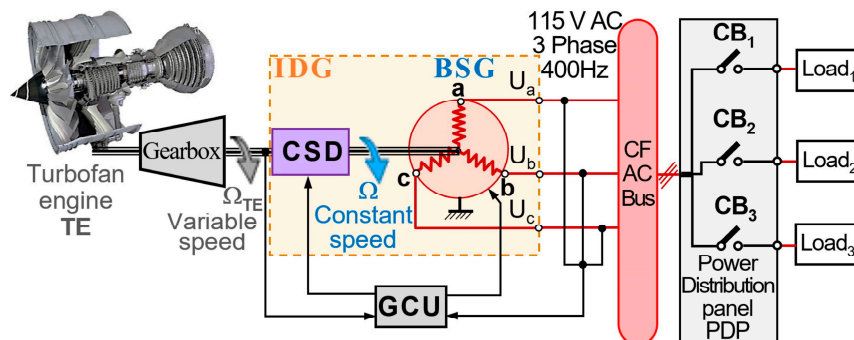 115 V AC
3 Phase
400Hz
IDG
BSG
CB1
CB2
CB3
Load1
Load2
Load3
Ua
Ub
Uc
a
b
c
Gearbox
CSD
CF
AC
Bus
Turbofan
engine
TE
ΩTE
Variable
speed
Ω
Constant
speed
GCU
Power
Distribution
panel
PDP